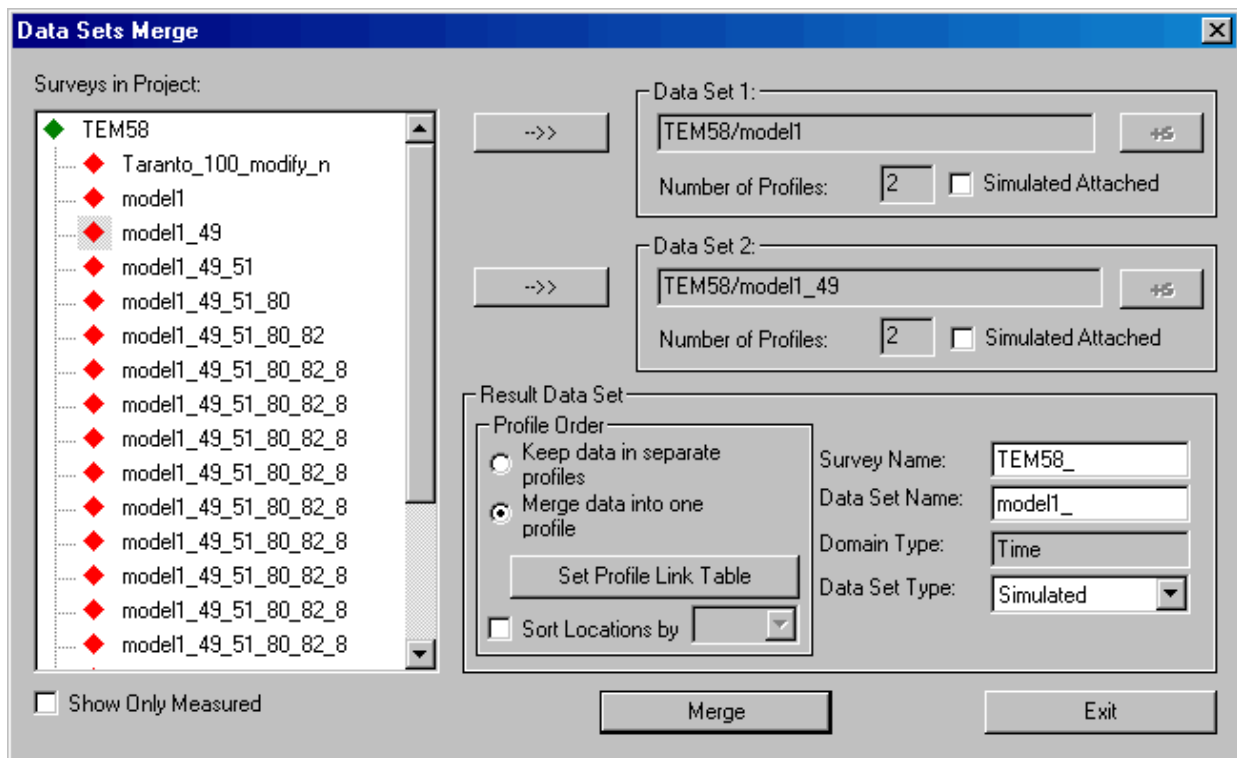 Data Sets Merge
Surveys in Project:
TEM58
Taranto_100_modify_n
model1
model1_49
model1_49_51
model1_49_51_80
model1_49_51_80_82
model1_49_51_80_82_8
model1_49_51_80_82_8
model1_49_51_80_82_8
model1_49_51_80_82_8
model1_49_51_80_82_8
model1_49_51_80_82_8
model1_49_51_80_82_8
model1_49_51_80_82_8
model1_49_51_80_82_8
Show Only Measured
-->>
Data Set 1:
TEM58/model1
+S
Number of Profiles:
2
Simulated Attached
-->>
Data Set 2:
TEM58/model1_49
+S
Number of Profiles:
2
Simulated Attached
Result Data Set
Profile Order
Keep data in separate
profiles
Merge data into one
profile
Set Profile Link Table
Sort Locations by
Survey Name:
TEM58_
Data Set Name:
model1_
Domain Type:
Time
Data Set Type:
Simulated
Merge
Exit